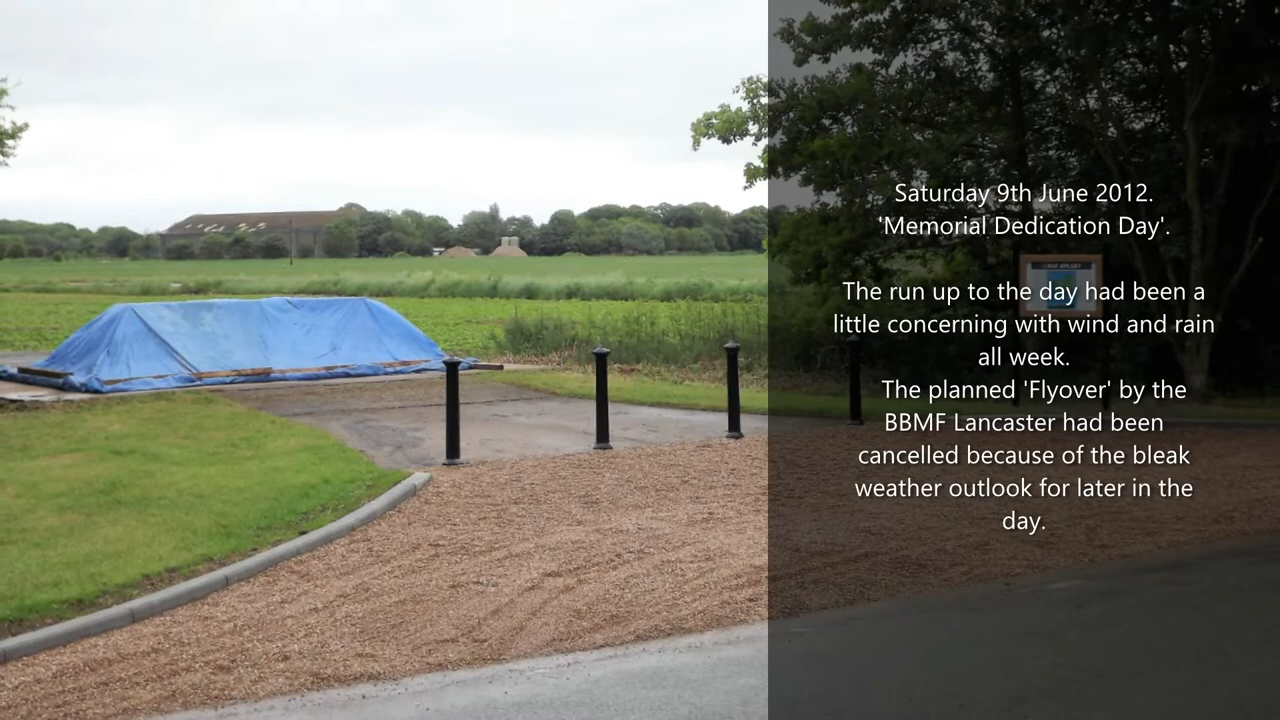 Saturday 9th June 2012.
'Memorial Dedication Day'.
The run up to the day had been a
little concerning with wind and rain
all week.
The planned 'Flyover' by the
BBMF Lancaster had been
cancelled because of the bleak
weather outlook for later in the
day.